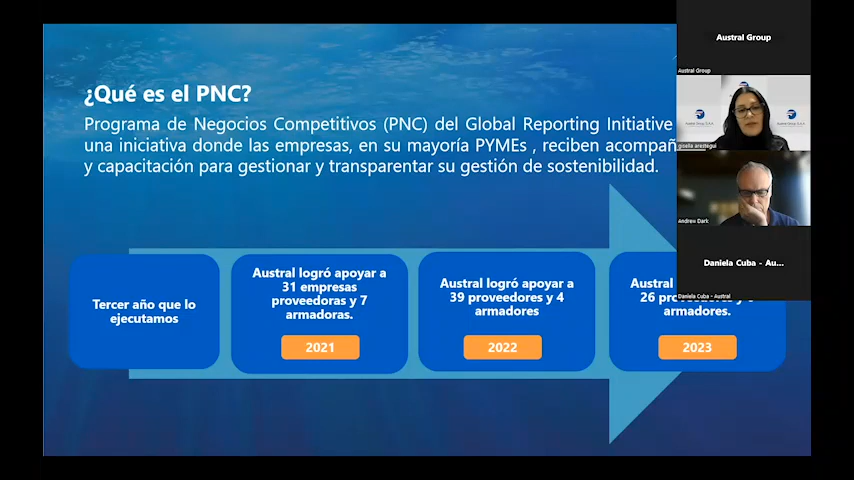 ¿Qué es el PNC?
Programa de Negocios Competitivos (PNC) del Global Reporting Initiative
una iniciativa donde las empresas, en su mayoría PYMEs , reciben
y capacitación para gestionar y transparentar su gestión de sostenibilidad.
Tercer año que lo
ejecutamos
Austral logró apoyar a
31 empresas
proveedoras y 7
armadoras.
2021
Austral logró apoyar a
39 proveedores y 4
armadores
2022
Austral
26 proveedores y
armadores.
2023
Austral Group
Austral Group
gisela arestegui
Andrew Dark
Daniela Cuba - Au...
Daniela Cuba - Austral